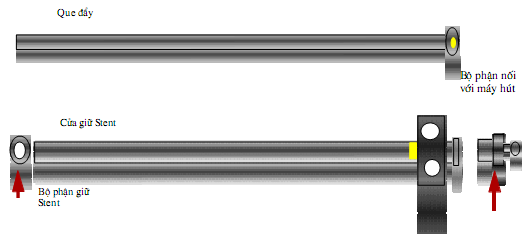 Que đẩy
Bộ phận nối
với máy hút
Cửa giữ Stent
Bộ phận giữ
Stent